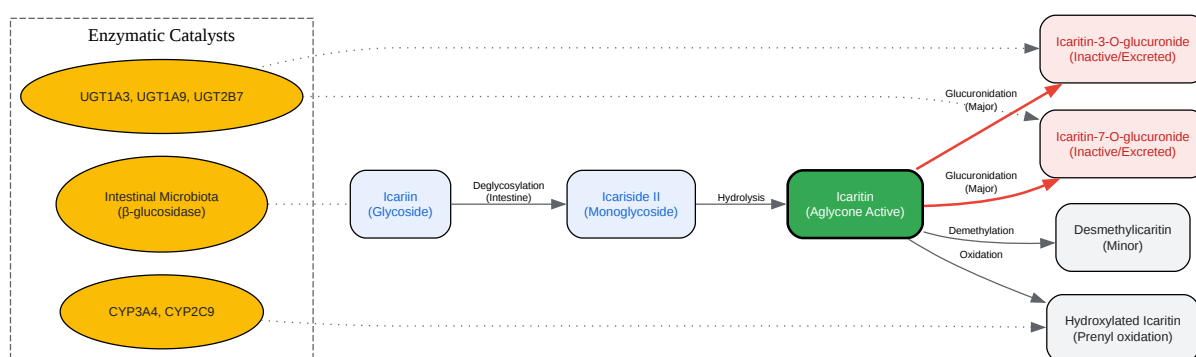 Enzymatic Catalysts
UGT1A3, UGT1A9, UGT2B7
Intestinal Microbiota
(β-glucosidase)
CYP3A4, CYP2C9
Icariin
(Glycoside)
Deglycosylation
(Intestine)
Icariside II
(Monoglycoside)
Hydrolysis
Icaritin
(Aglycone Active)
Glucuronidation
(Major)
Glucuronidation
(Major)
Demethylation
Oxidation
Icaritin-3-O-glucuronide
(Inactive/Excreted)
Icaritin-7-O-glucuronide
(Inactive/Excreted)
Desmethylicaritin
(Minor)
Hydroxylated Icaritin
(Prenyl oxidation)